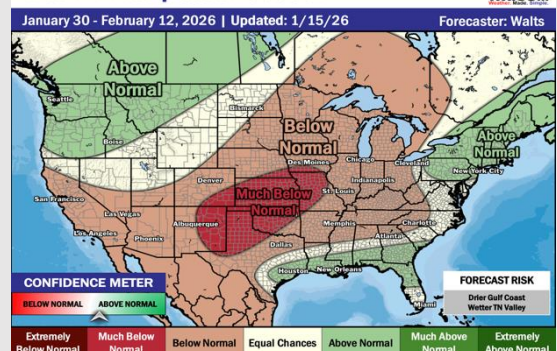 Weather. Made. Simple.
January 30 - February 12, 2026 | Updated: 1/15/26
Forecaster: Walts
Above
Normal
Seattle
Bismarck
Boise
Below
Normal
Above
Normal
Des Moines
Chicago
Cleveland
New York City
San Francisco
Denver
Indianapolis
Much Below
Normal
St. Louis
Las Vegas
Albuquerque
Los Angeles
Phoenix
Memphis
Charlotte
Atlanta
Dallas
Houston
New Orleans
Miami
CONFIDENCE METER
BELOW NORMAL
ABOVE NORMAL
FORECAST RISK
Drier Gulf Coast
Wetter TN Valley
Extremely
Below Normal
Much Below
Normal
Below Normal
Equal Chances
Above Normal
Much Above
Normal
Extremely
Above Normal